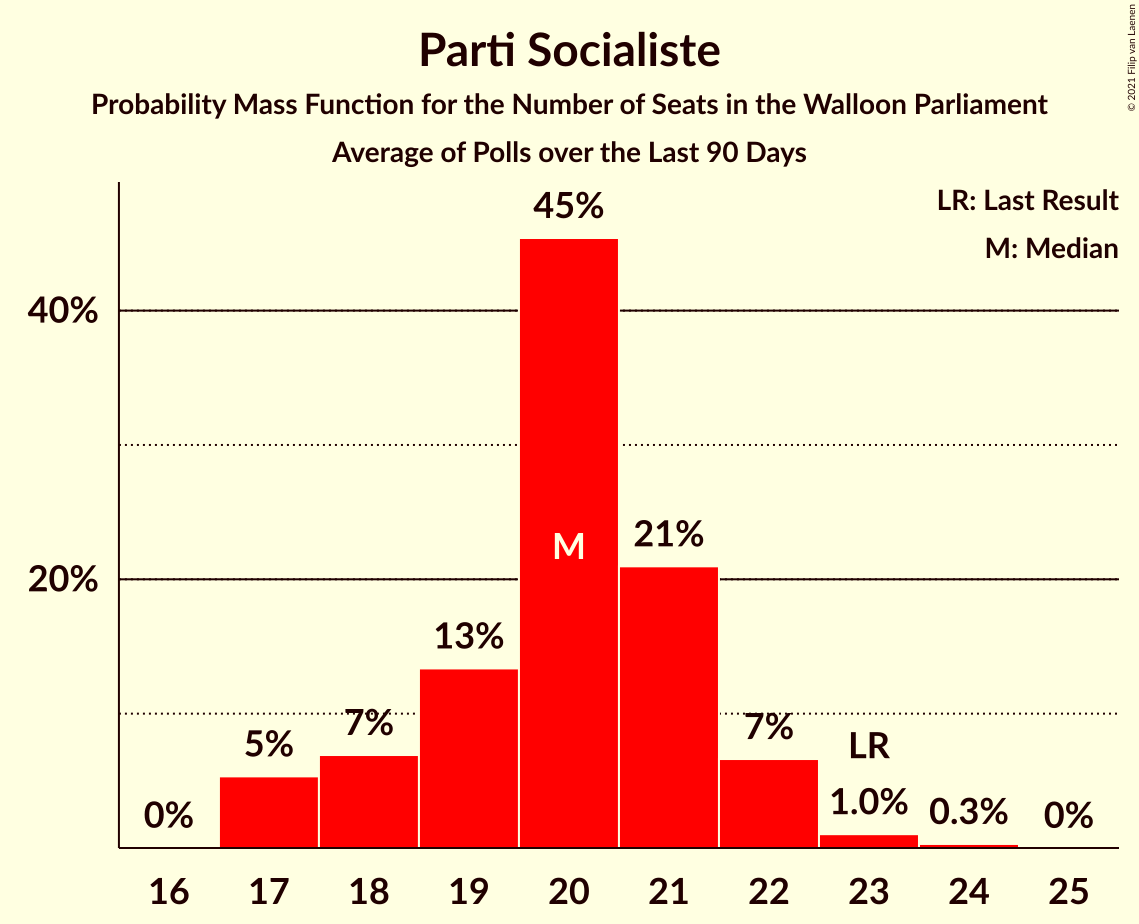 Parti Socialiste
Probability Mass Function for the Number of Seats in the Walloon Parliament
Average of Polls over the Last 90 Days
© 2021 Filip van Laenen
LR: Last Result
M: Median
40%
20%
0%
5%
7%
13%
45%
M
21%
7%
LR
1.0%
0.3%
0%
16 17 18 19 20 21 22 23 24 25